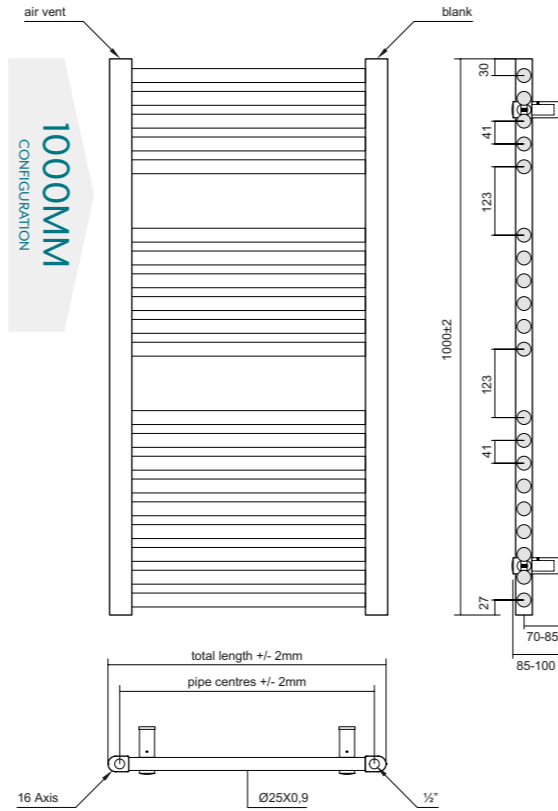 air vent
blank
1000MM
CONFIGURATION
30
41
123
1000±2
123
41
27
70-85
85-100
total length +/- 2mm
pipe centres +/- 2mm
16 Axis
Ø25X0,9
½"